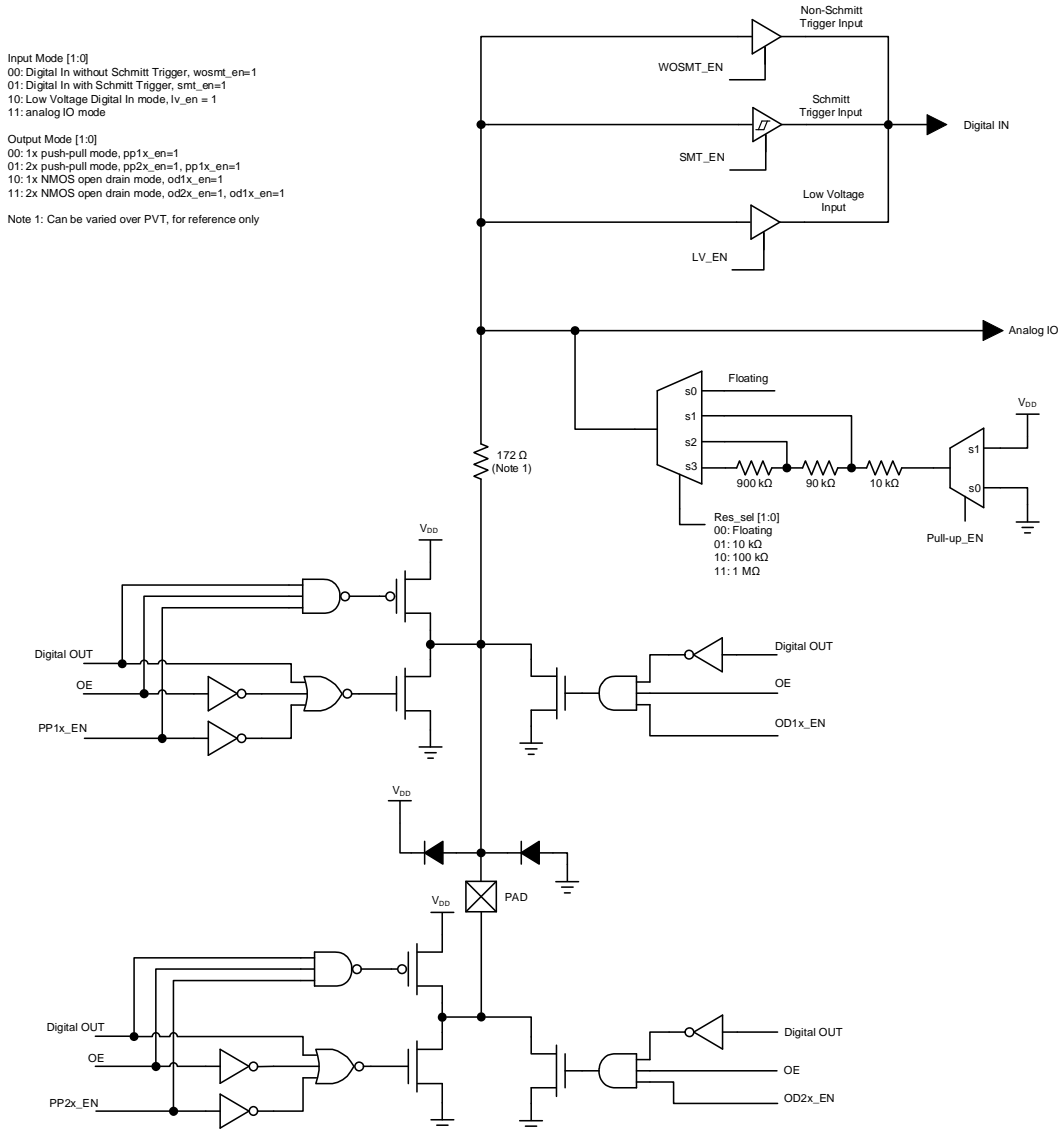 Non-Schmitt
Trigger Input
Input Mode [1:0]
00: Digital In without Schmitt Trigger, wosmt_en=1
01: Digital In with Schmitt Trigger, smt_en=1
10: Low Voltage Digital In mode, lv_en = 1
11: analog IO mode
WOSMT_EN
Schmitt
Trigger Input
Digital IN
Output Mode [1:0]
00: 1x push-pull mode, pp1x_en=1
01: 2x push-pull mode, pp2x_en=1, pp1x_en=1
10: 1x NMOS open drain mode, od1x_en=1
11: 2x NMOS open drain mode, od2x_en=1, od1x_en=1
SMT_EN
Note 1: Can be varied over PVT, for reference only
Low Voltage
Input
LV_EN
Analog IO
Floating
s0
s1
s2
s3
VDD
s1
s0
172 Ω
(Note 1)
900 kΩ
90 kΩ
10 kΩ
Res_sel [1:0]
00: Floating
01: 10 kΩ
10: 100 kΩ
11: 1 MΩ
Pull-up_EN
VDD
Digital OUT
OE
PP1x_EN
Digital OUT
OE
OD1x_EN
VDD
PAD
VDD
Digital OUT
OE
PP2x_EN
Digital OUT
OE
OD2x_EN